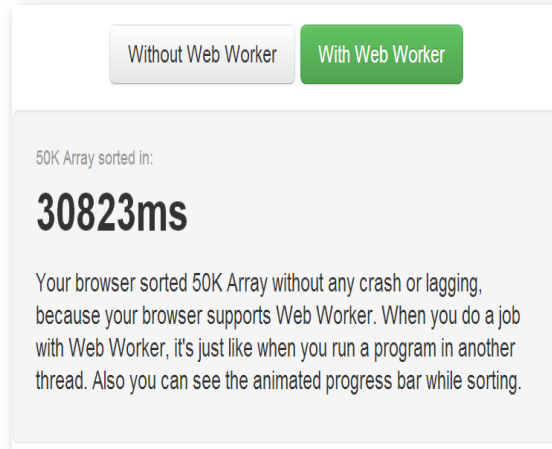 Without Web Worker With Web Worker
50K Array sorted in:
30823ms
Your browser sorted 50K Array without any crash or lagging,
because your browser supports Web Worker. When you do a job
with Web Worker, it's just like when you run a program in another
thread. Also you can see the animated progress bar while sorting.